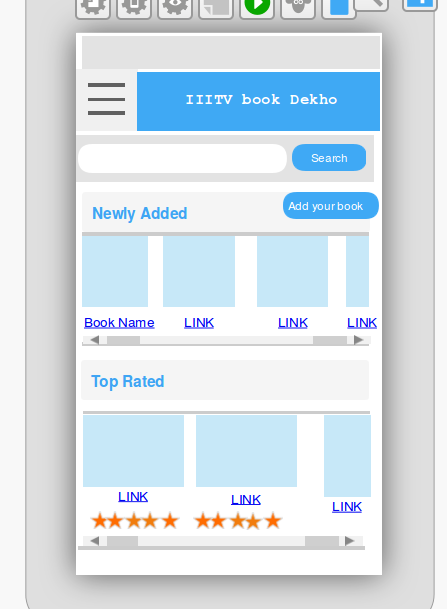 IIITV book Dekho
Search
Add your book
Newly Added
Book Name LINK LINK LINK
Top Rated
LINK LINK LINK